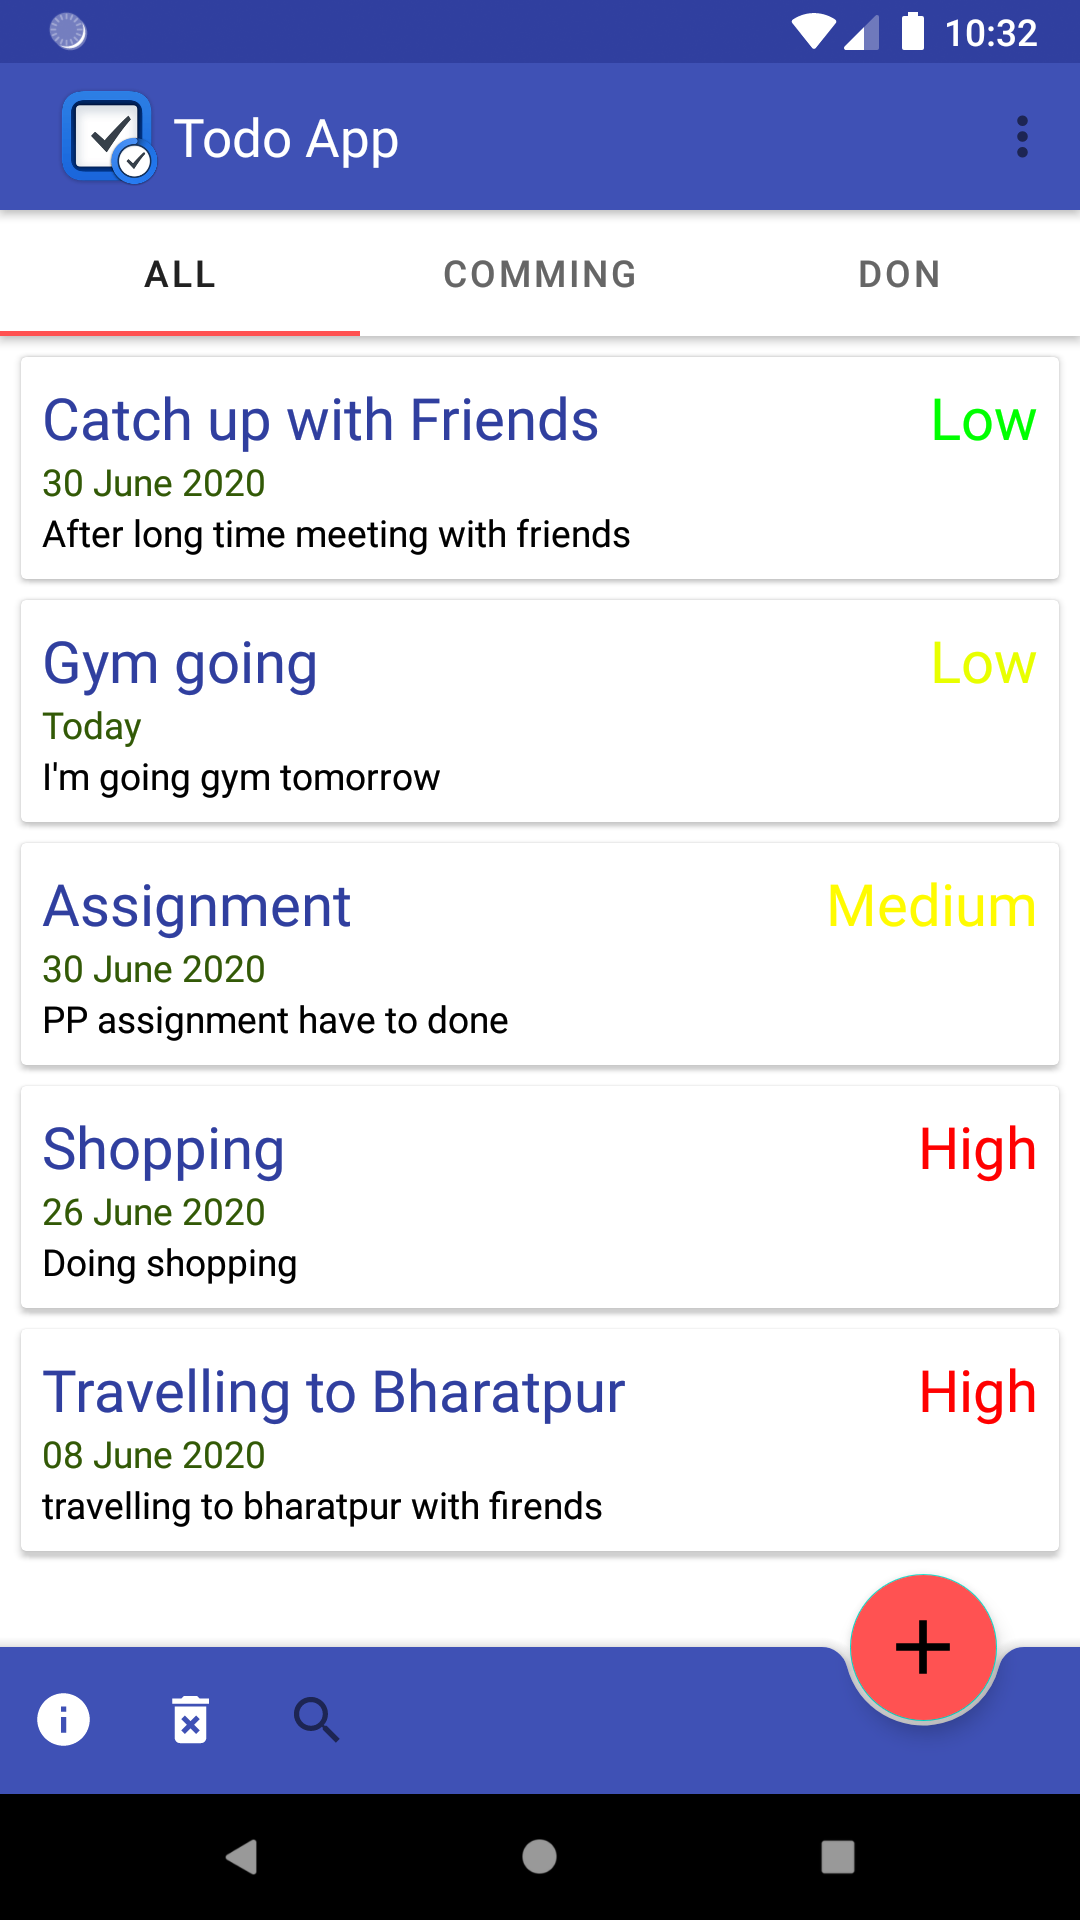 10:32
Todo App
ALL COMMING DON
Catch up with Friends Low
30 June 2020
After long time meeting with friends
Gym going Low
Today
I'm going gym tomorrow
Assignment Medium
30 June 2020
PP assignment have to done
Shopping High
26 June 2020
Doing shopping
Travelling to Bharatpur High
08 June 2020
travelling to bharatpur with firends